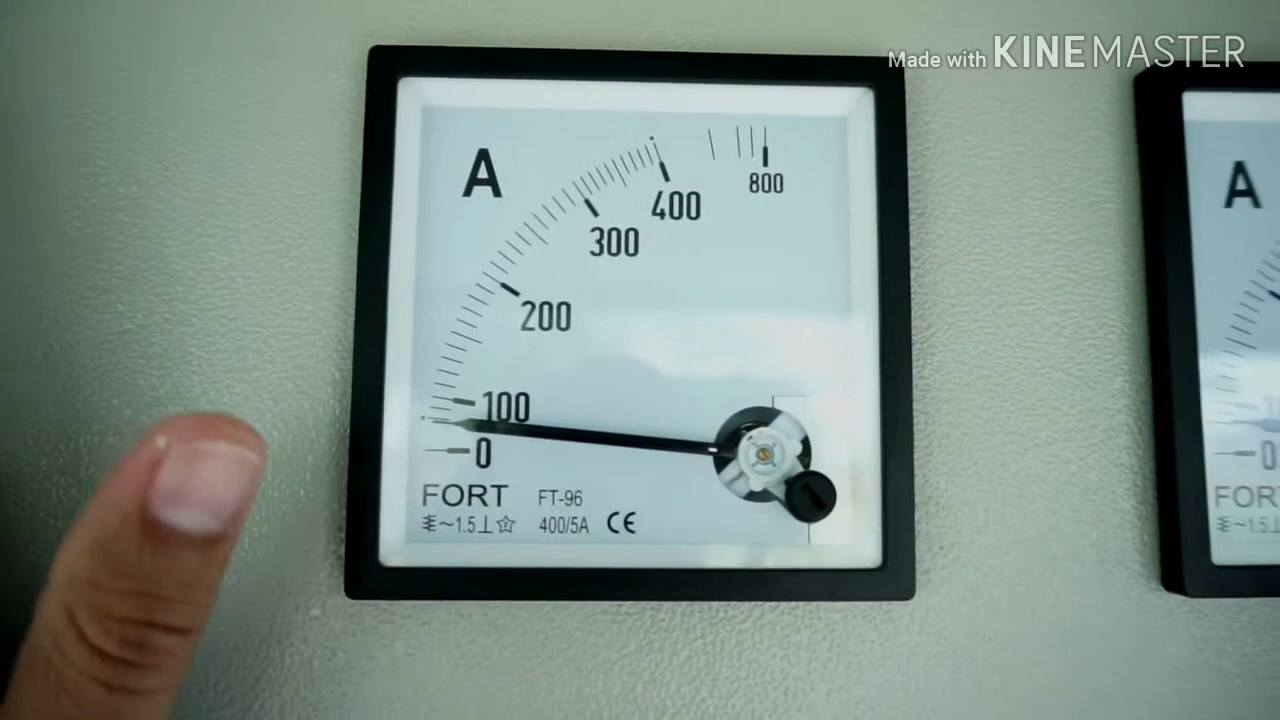 Made with KINEMASTER
A
800
400
300
200
100
0
FORT FT-96
~1.5⊥ 400/5A CE
A
0
FOR
~1.5